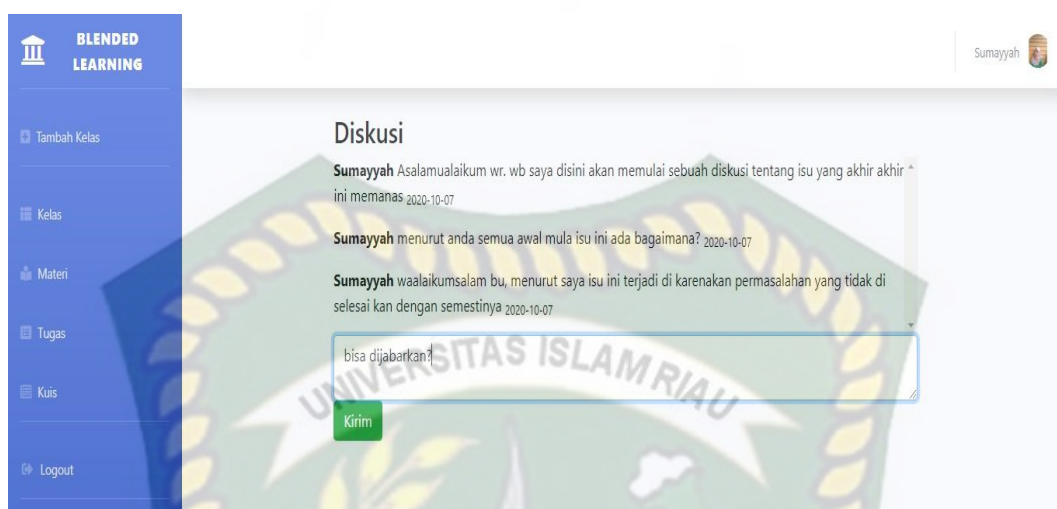 BLENDED
LEARNING
Sumayyah
Tambah Kelas
Kelas
Materi
Tugas
Kuis
Logout
Diskusi
Sumayyah Asalamualaikum wr. wb saya disini akan memulai sebuah diskusi tentang isu yang akhir akhir
ini memanas 2020-10-07
Sumayyah menurut anda semua awal mula isu ini ada bagaimana? 2020-10-07
Sumayyah waalaikumsalam bu, menurut saya isu ini terjadi di karenakan permasalahan yang tidak di
selesai kan dengan semestinya 2020-10-07
bisa dijabarkan?
Kirim
UNIVERSITAS ISLAM RIAU